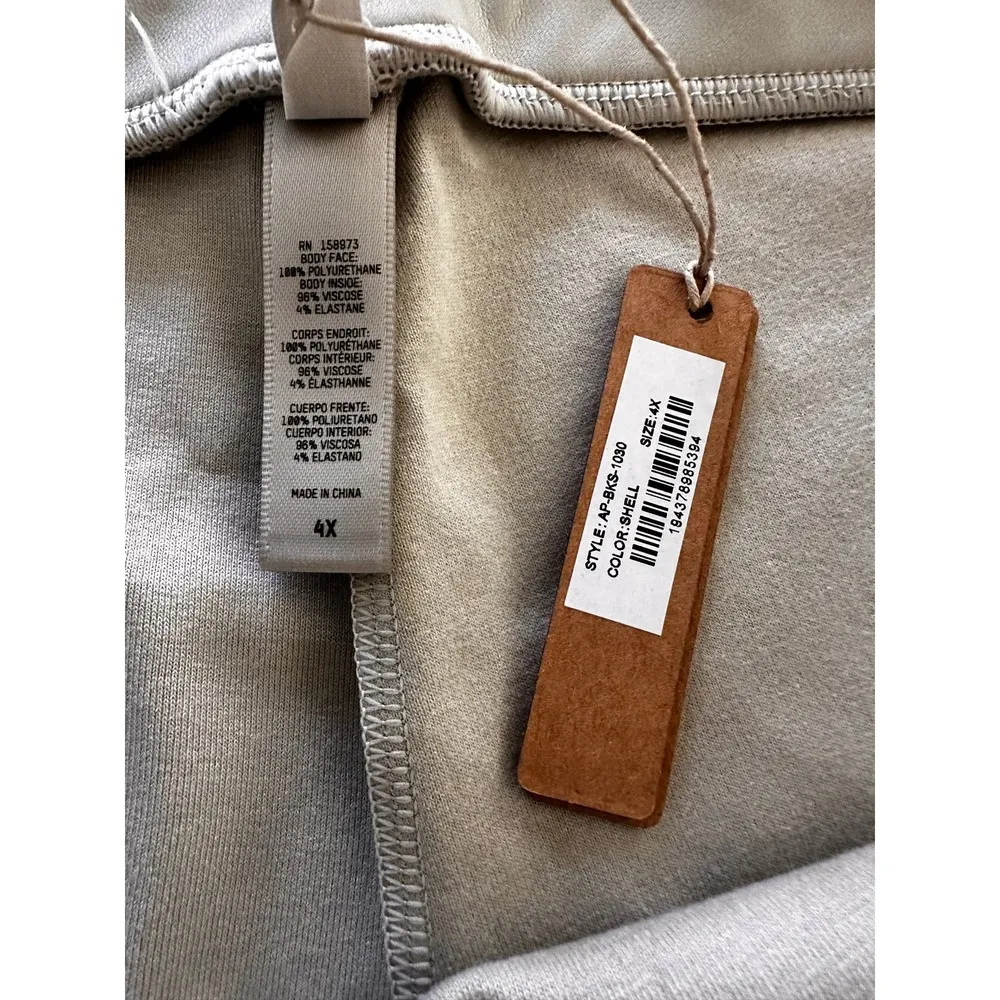 RN 158973
BODY FACE:
100% POLYURETHANE
BODY INSIDE:
96% VISCOSE
4% ELASTANE
CORPS ENDROIT:
100% POLYURÉTHANE
CORPS INTÉRIEUR:
96% VISCOSE
4% ÉLASTHANNE
CUERPO FRENTE:
100% POLIURETANO
CUERPO INTERIOR:
96% VISCOSA
4% ELASTANO
MADE IN CHINA
4X
STYLE: AP-BKS-1030
COLOR: SHELL SIZE: 4X
194378985394